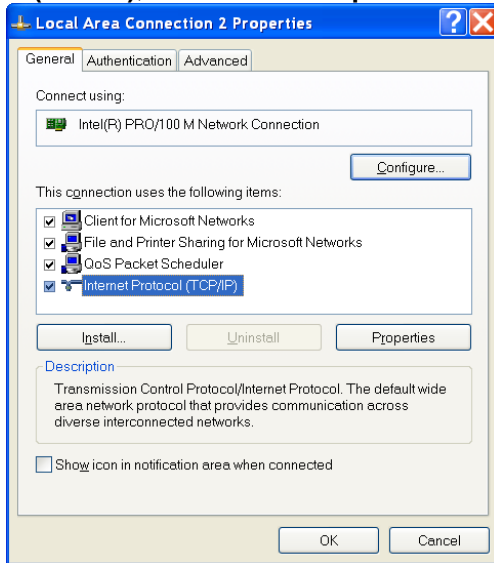 Local Area Connection 2 Properties
General Authentication Advanced
Connect using:
Intel(R) PRO/100 M Network Connection
Configure...
This connection uses the following items:
Client for Microsoft Networks
File and Printer Sharing for Microsoft Networks
QoS Packet Scheduler
Internet Protocol (TCP/IP)
Install... Uninstall Properties
Description
Transmission Control Protocol/Internet Protocol. The default wide
area network protocol that provides communication across
diverse interconnected networks.
Show icon in notification area when connected
OK Cancel